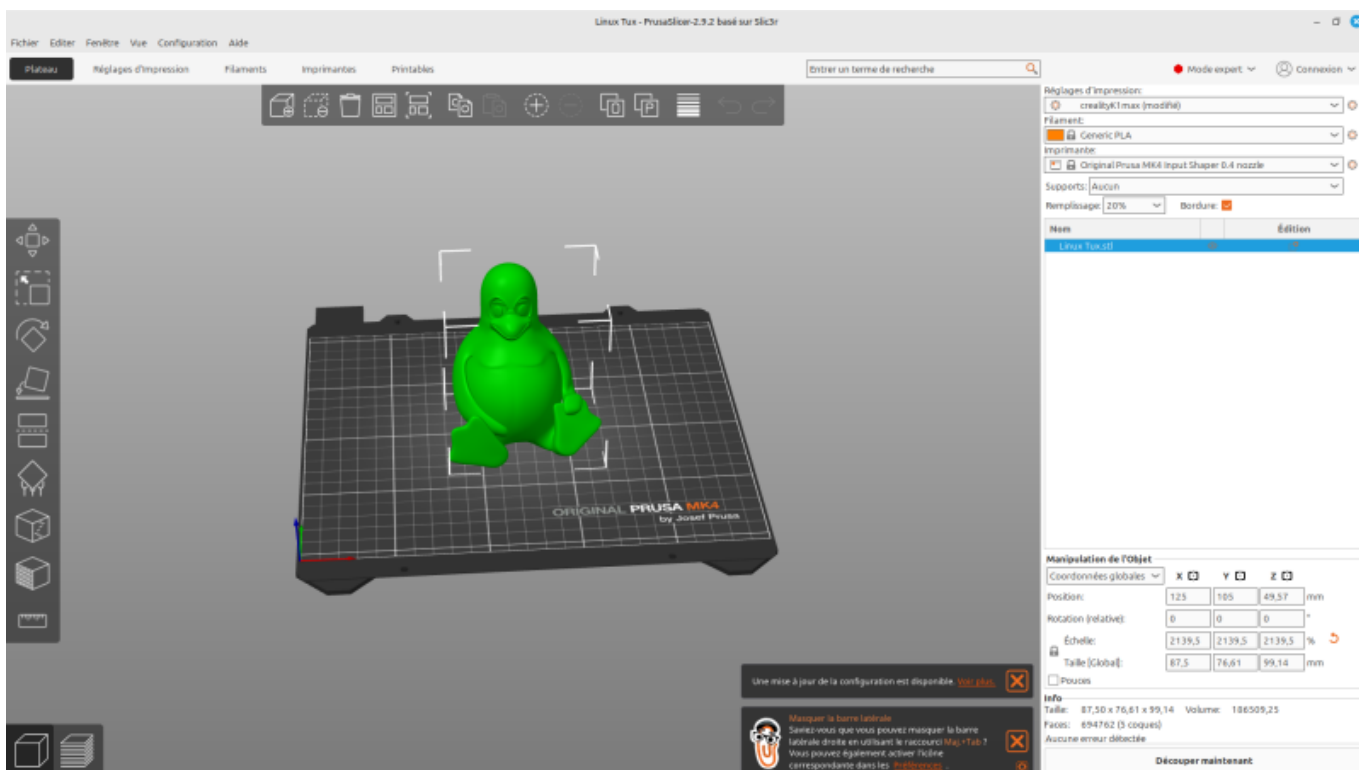 Linux Tux - PrusaSlicer-2.9.2 basé sur Slic3r
Fichier Editer Fenêtre Vue Configuration Aide
Plateau Réglages d'Impression Filaments Imprimantes Printables
Entrer un terme de recherche
Mode expert
Connexion
Réglages d'Impression:
crealityK1max (modifié)
Filament:
Generic PLA
Imprimante:
Original Prusa MK4 Input Shaper 0.4 nozzle
Supports: Aucun
Remplissage: 20% Bordure:
Nom Édition
Linux Tux.stl
ORIGINAL PRUSA MK4
by Josef Prusa
Manipulation de l'Objet
Coordonnées globales X Y Z
Position: 125 105 49,57 mm
Rotation (relative): 0 0 0 °
Échelle: 2139,5 2139,5 2139,5 %
Taille [Global]: 87,5 76,61 99,14 mm
Pouces
Info
Taille: 87,50 x 76,61 x 99,14 Volume: 186509,25
Faces: 694762 (5 coques)
Aucune erreur détectée
Découper maintenant
Une mise à jour de la configuration est disponible. Voir plus.
Masquer la barre latérale
Saviez-vous que vous pouvez masquer la barre
latérale droite en utilisant le raccourci Maj.+Tab ?
Vous pouvez également activer l'icône
correspondante dans les Préférences .